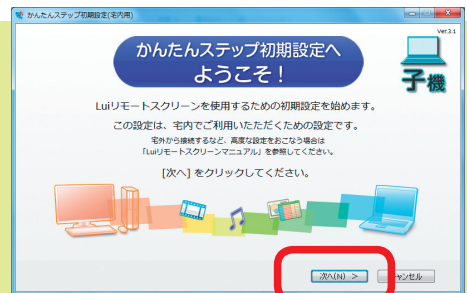 かんたんステップ初期設定(宅内用)
Ver.3.1
かんたんステップ初期設定へ
ようこそ！
子機
Luiリモートスクリーンを使用するための初期設定を始めます。
この設定は、宅内でご利用いただくための設定です。
宅外から接続するなど、高度な設定をおこなう場合は
「Luiリモートスクリーンマニュアル」を参照してください。
[次へ] をクリックしてください。
次へ(N) >
ャンセル